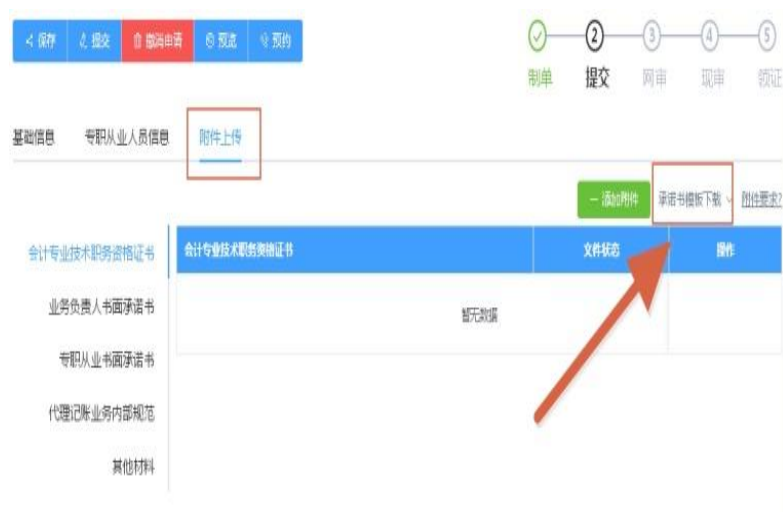 保存 提交 撤消申请 预览 预约
2 3 4 5
制单 提交 网审 现审 领证
基础信息 专职从业人员信息 附件上传
添加附件 承诺书模板下载 附件要求?
会计专业技术职务资格证书
会计专业技术职务资格证书 文件状态 操作
业务负责人书面承诺书
暂无数据
专职从业书面承诺书
代理记账业务内部规范
其他材料